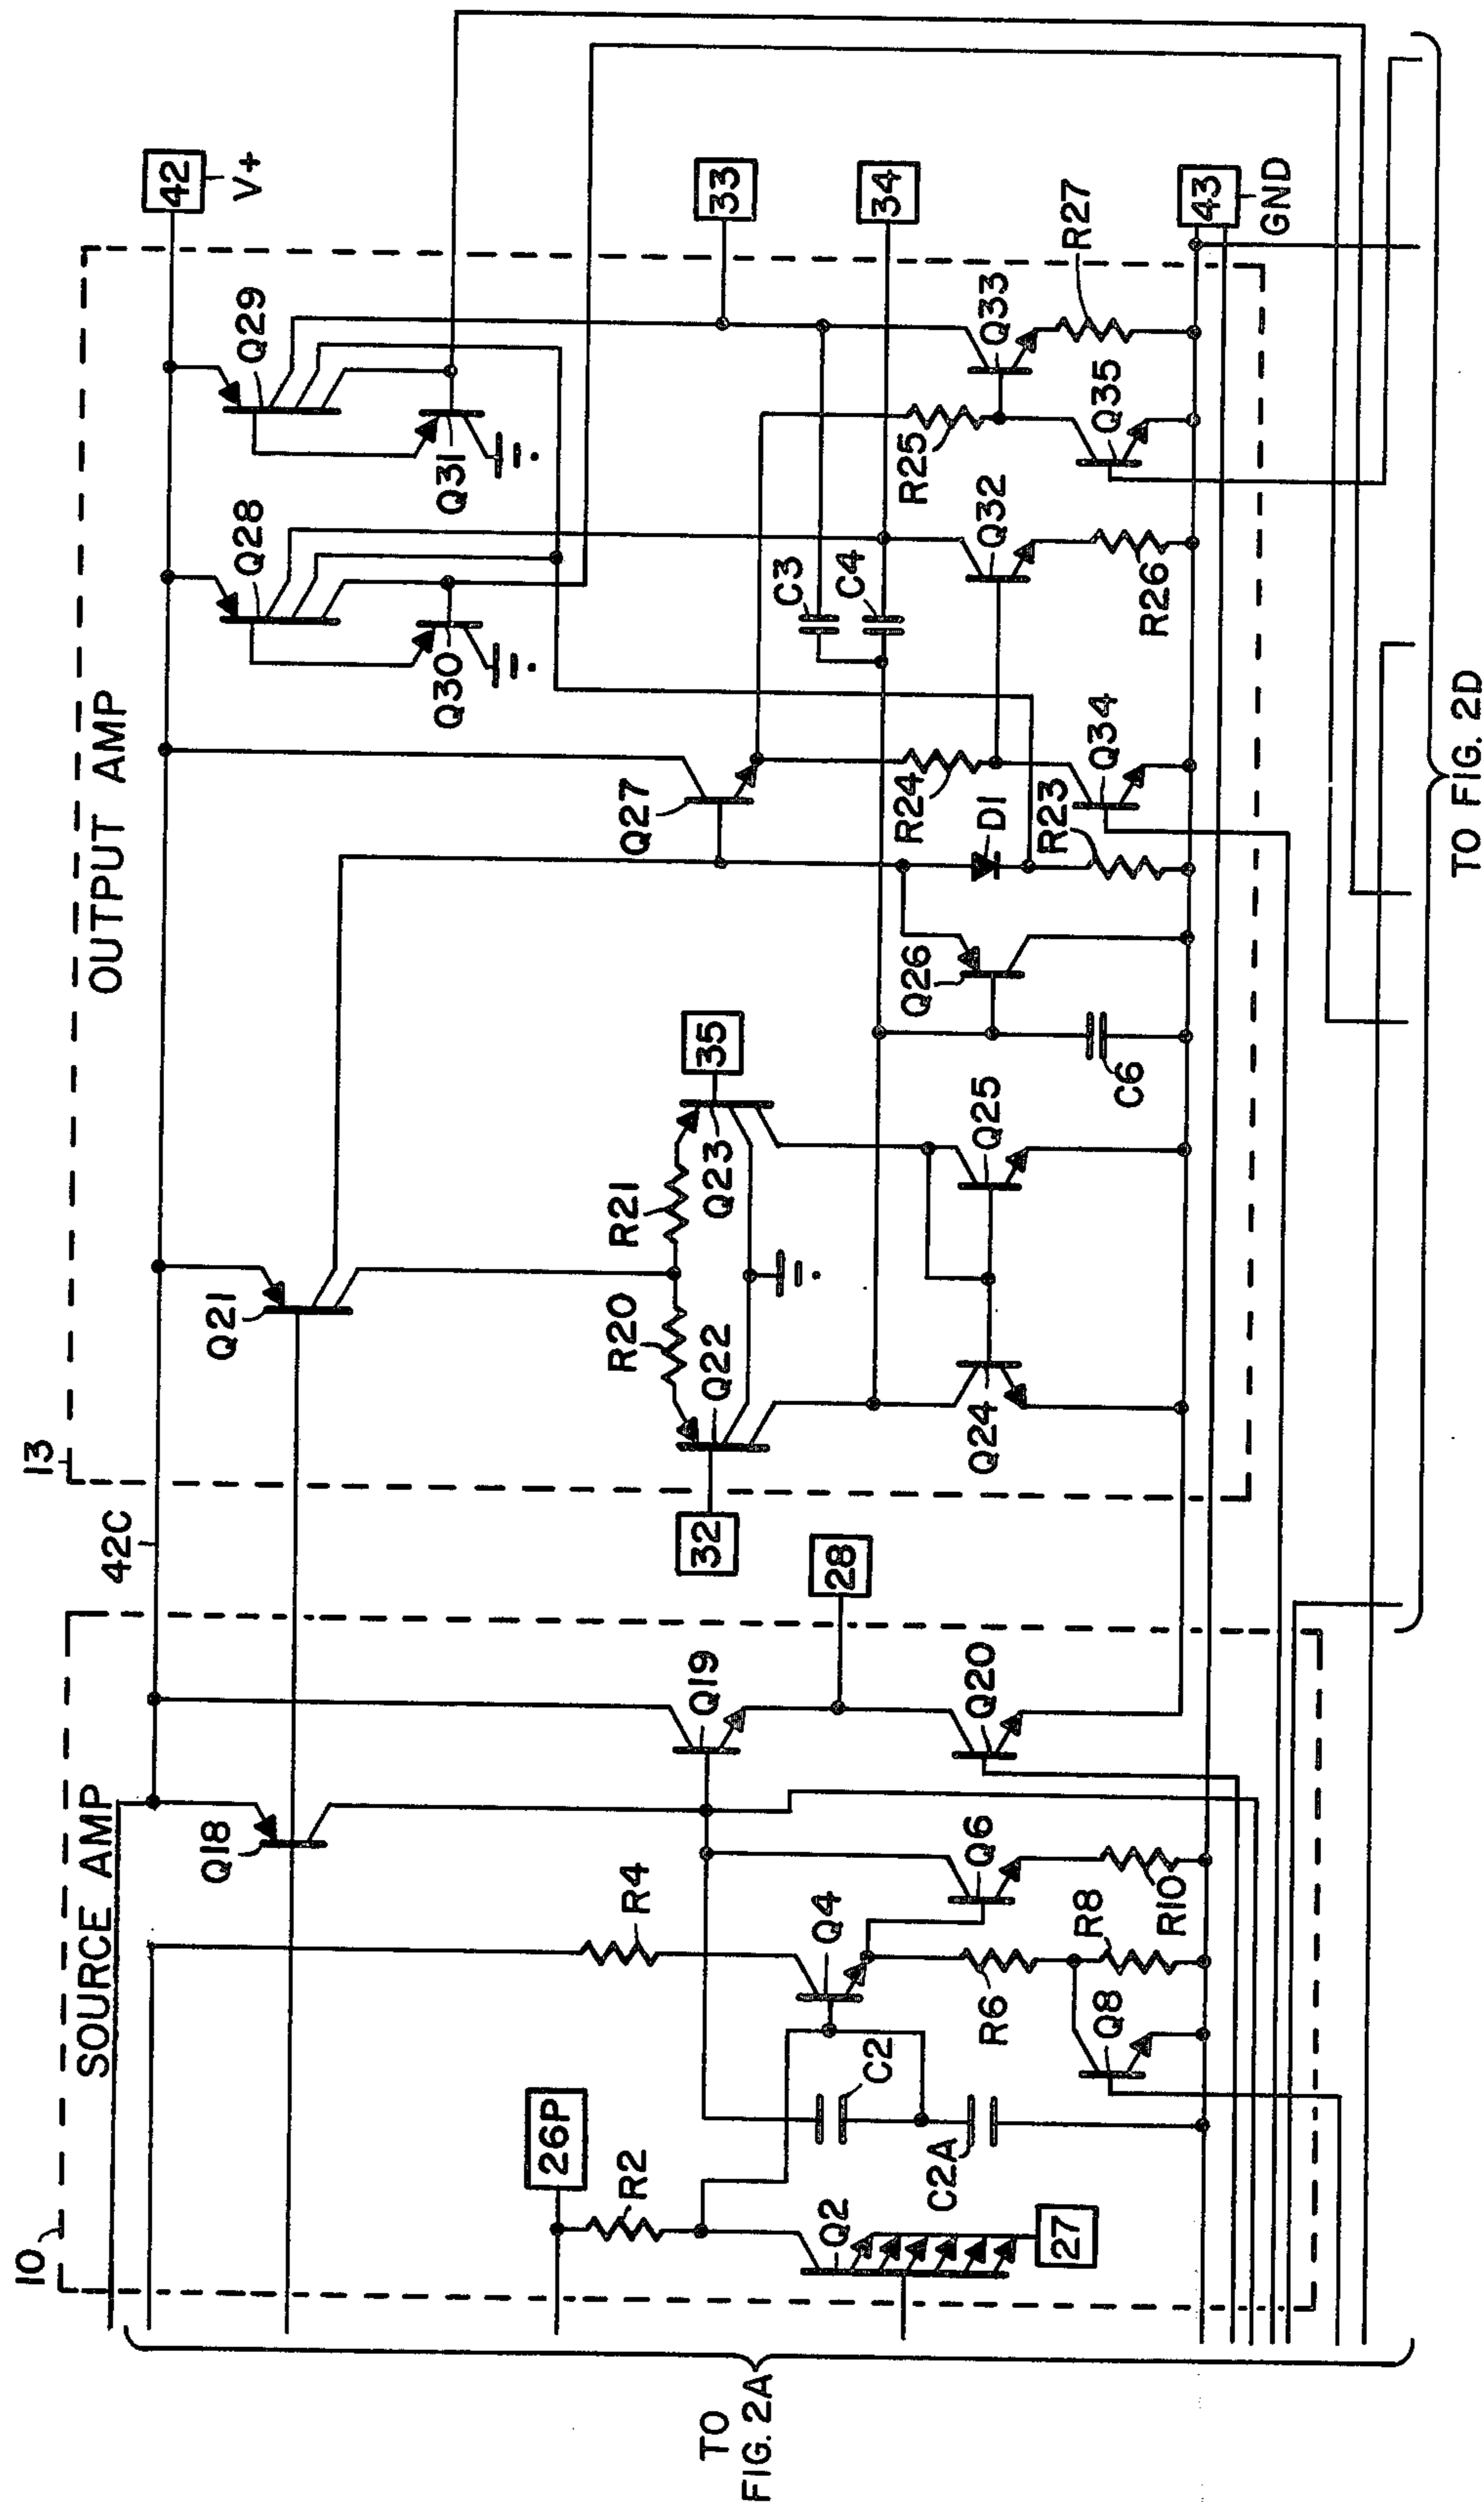 10
SOURCE AMP
42C
13
OUTPUT AMP
42
V+
Q18
Q21
Q28
Q29
Q30
Q31
26P
R2
R4
Q19
32
R20
Q22
R21
Q23
35
Q27
33
Q2
C2
Q4
28
C3
C4
34
C2A
Q6
Q20
Q24
Q25
Q26
R24
D1
Q32
R25
Q33
27
R6
Q8
R8
R10
C6
R23
Q34
R26
Q35
R27
43
GND
TO
FIG. 2A
TO FIG. 2D